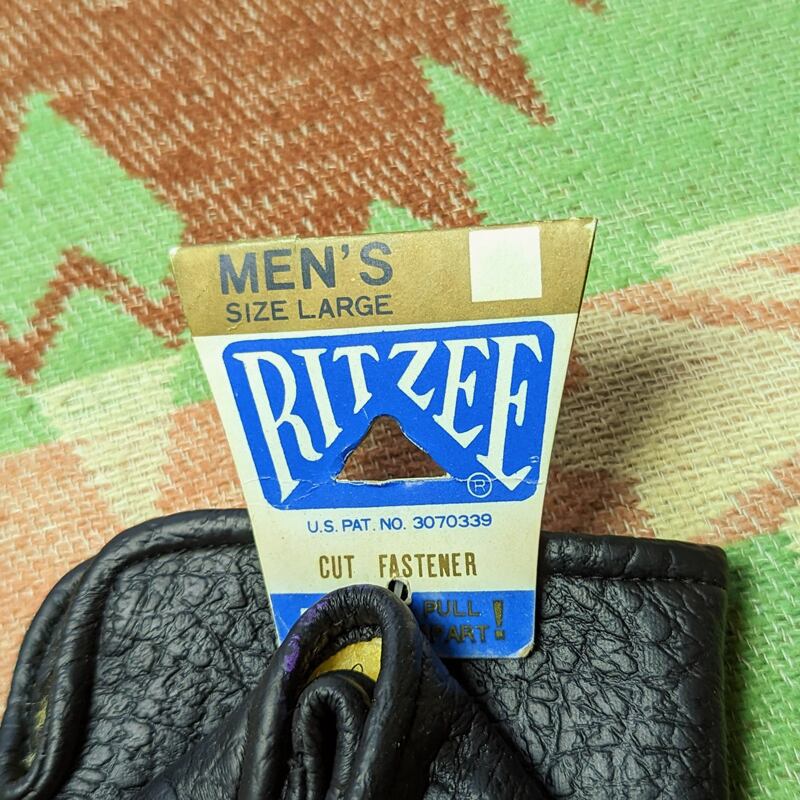 MEN'S
SIZE LARGE
RITZEE
®
U.S. PAT. NO. 3070339
CUT FASTENER
PULL
PART!